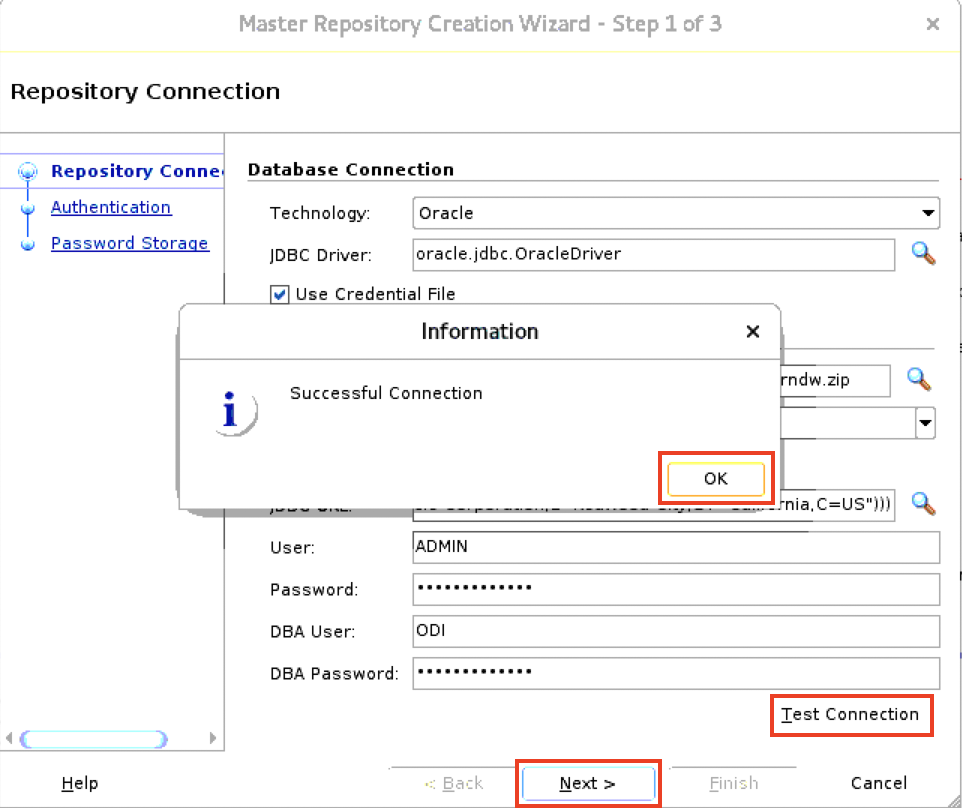 Master Repository Creation Wizard - Step 1 of 3
Repository Connection
Repository Conne
Authentication
Password Storage
Database Connection
Technology: Oracle
JDBC Driver: oracle.jdbc.OracleDriver
Use Credential File
Information
Successful Connection
OK
rndw.zip
JDBC URL: cle Corporation,L="Redwood City,ST="California,C=US")))
User: ADMIN
Password: •••••••••••••
DBA User: ODI
DBA Password: •••••••••••••
Test Connection
Help
< Back
Next >
Finish
Cancel